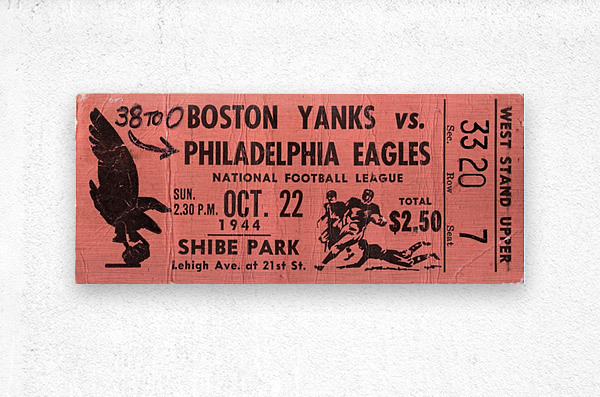 38 TO 0
BOSTON YANKS vs.
PHILADELPHIA EAGLES
NATIONAL FOOTBALL LEAGUE
SUN.
2.30 P.M. OCT. 22
1944
SHIBE PARK
Lehigh Ave. at 21st St.
TOTAL
$2.50
33 20 7
Sec. Row Seat
WEST STAND UPPER